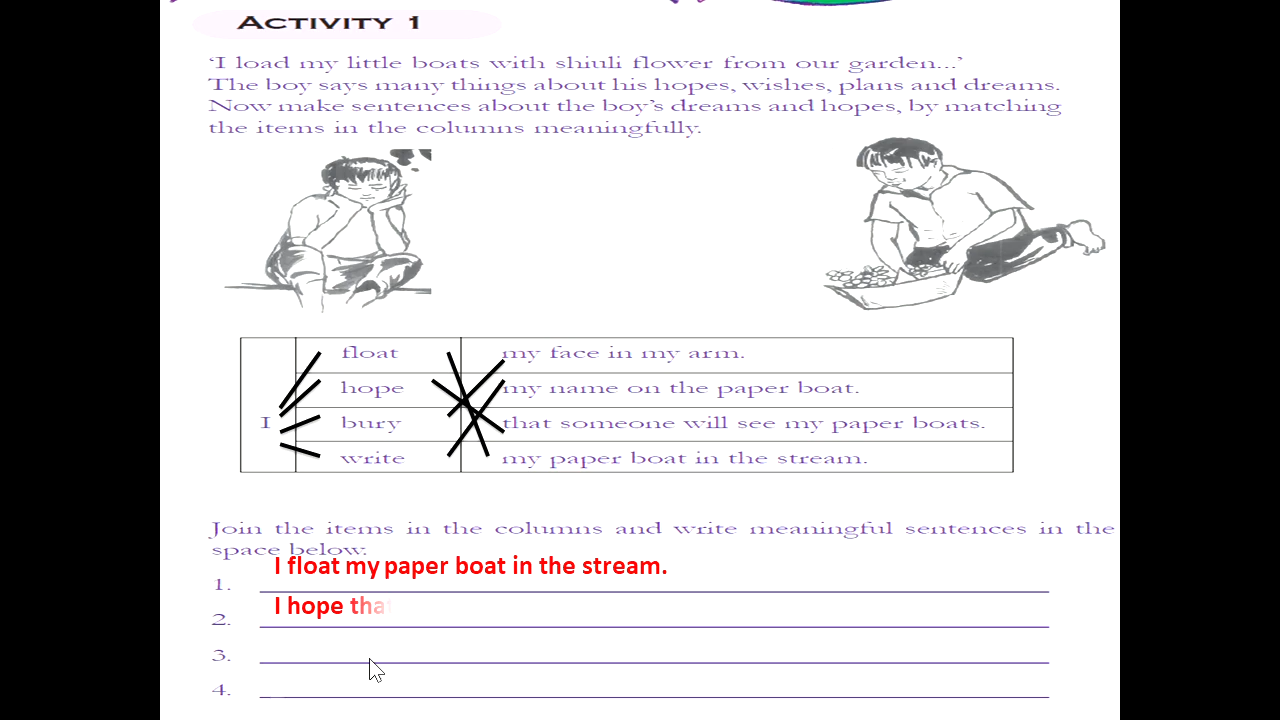 ACTIVITY 1
‘I load my little boats with shiuli flower from our garden...’
The boy says many things about his hopes, wishes, plans and dreams.
Now make sentences about the boy’s dreams and hopes, by matching
the items in the columns meaningfully.
float my face in my arm.
hope my name on the paper boat.
I bury that someone will see my paper boats.
write my paper boat in the stream.
Join the items in the columns and write meaningful sentences in the
space below.
1. I float my paper boat in the stream.
2. I hope tha
3.
4.